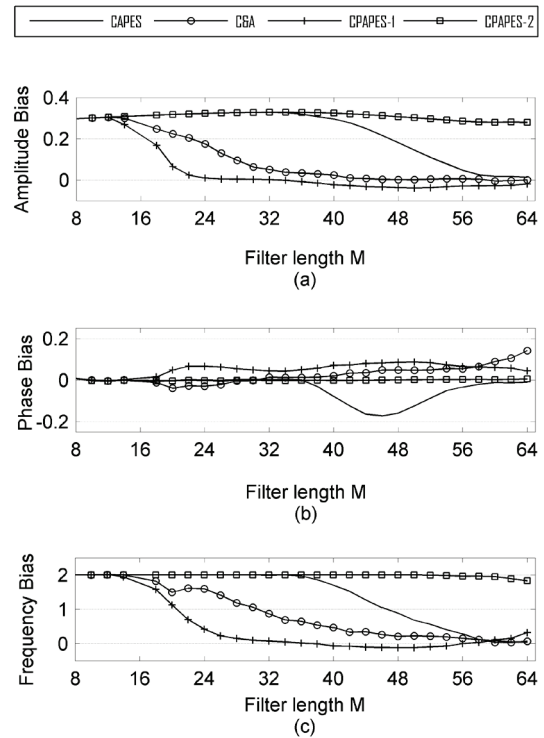 CAPES C&A CPAPES-1 CPAPES-2
0.4
0.2
0
Amplitude Bias
8 16 24 32 40 48 56 64
Filter length M
(a)
0.2
0
-0.2
Phase Bias
8 16 24 32 40 48 56 64
Filter length M
(b)
2
1
0
Frequency Bias
8 16 24 32 40 48 56 64
Filter length M
(c)